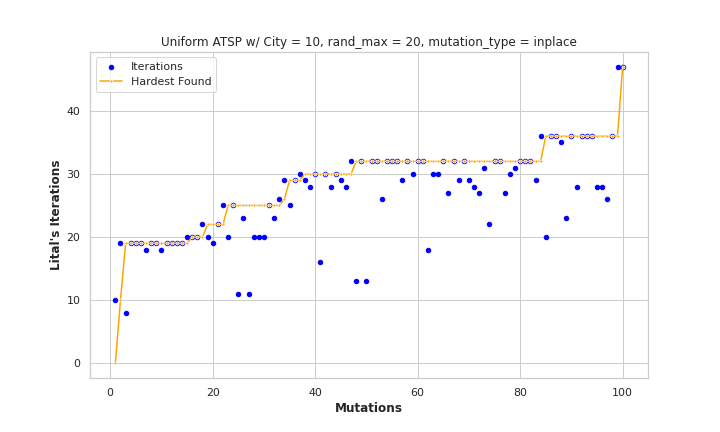 Uniform ATSP w/ City = 10, rand_max = 20, mutation_type = inplace
Iterations
Hardest Found
Lital's Iterations
40
30
20
10
0
0 20 40 60 80 100
Mutations